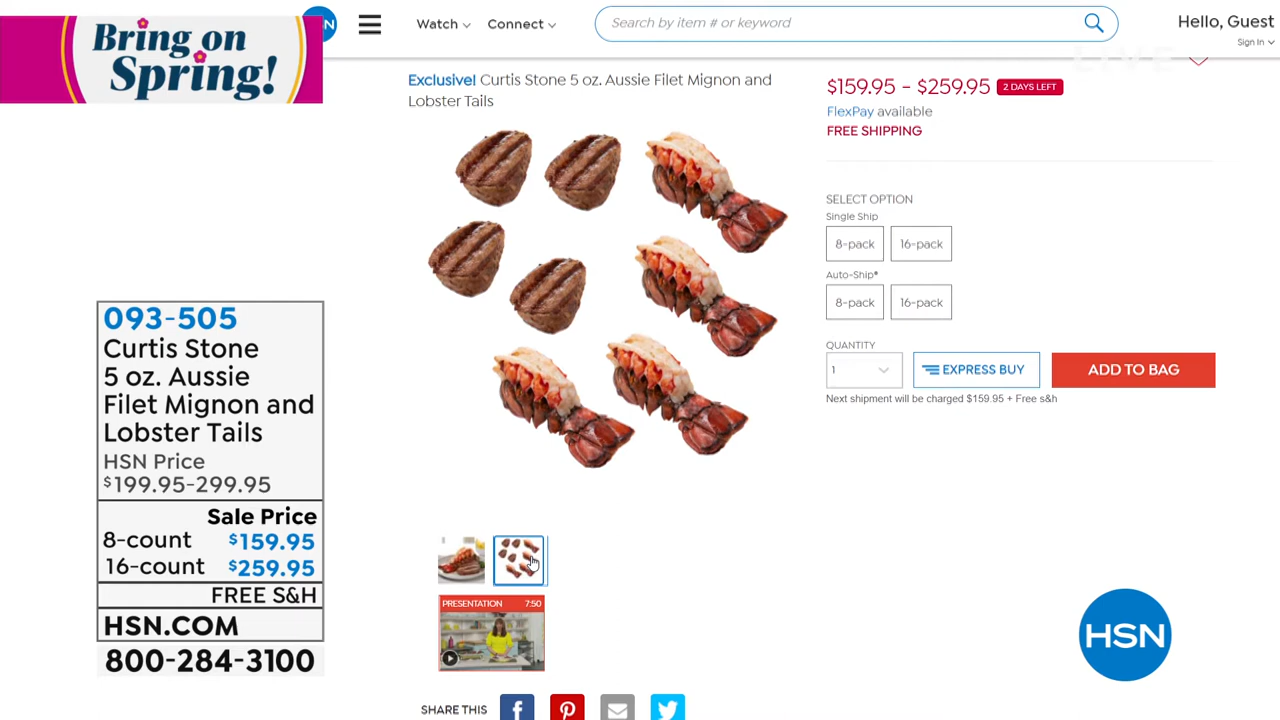 Bring on
Spring!
HSN
Watch
Connect
Search by item # or keyword
Hello, Guest
Sign In
LIVE
Exclusive! Curtis Stone 5 oz. Aussie Filet Mignon and
Lobster Tails
$159.95 - $259.95 2 DAYS LEFT
FlexPay available
FREE SHIPPING
SELECT OPTION
Single Ship
8-pack 16-pack
Auto-Ship*
8-pack 16-pack
QUANTITY
1
EXPRESS BUY
ADD TO BAG
Next shipment will be charged $159.95 + Free s&h
093-505
Curtis Stone
5 oz. Aussie
Filet Mignon and
Lobster Tails
HSN Price
$199.95-299.95
Sale Price
8-count $159.95
16-count $259.95
FREE S&H
HSN.COM
800-284-3100
PRESENTATION 7:50
HSN
SHARE THIS